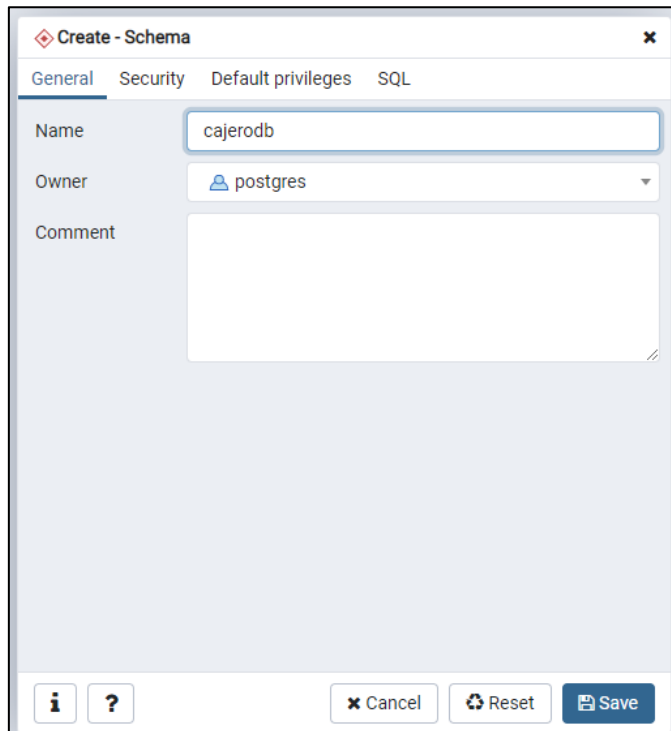 Create - Schema
General Security Default privileges SQL
Name cajerodb
Owner postgres
Comment
i ? Cancel Reset Save